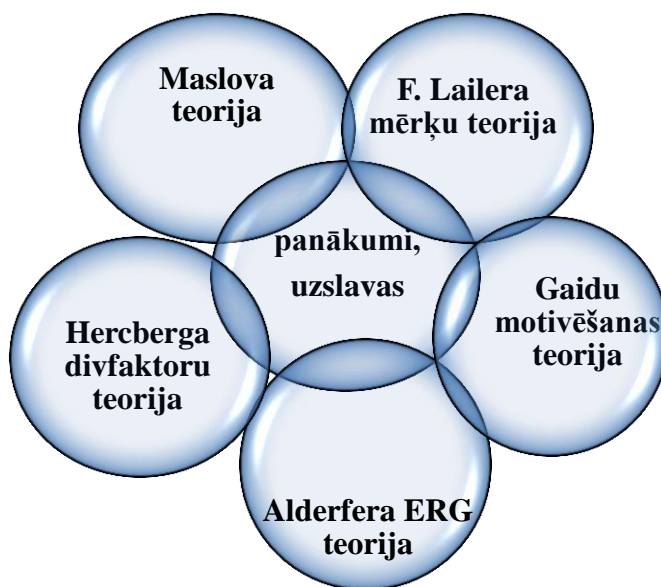 Maslova
teorija
F. Lailera
mērķu teorija
panākumi,
uzslavas
Gaidu
motivēšanas
teorija
Hercberga
divfaktoru
teorija
Alderfera ERG
teorija